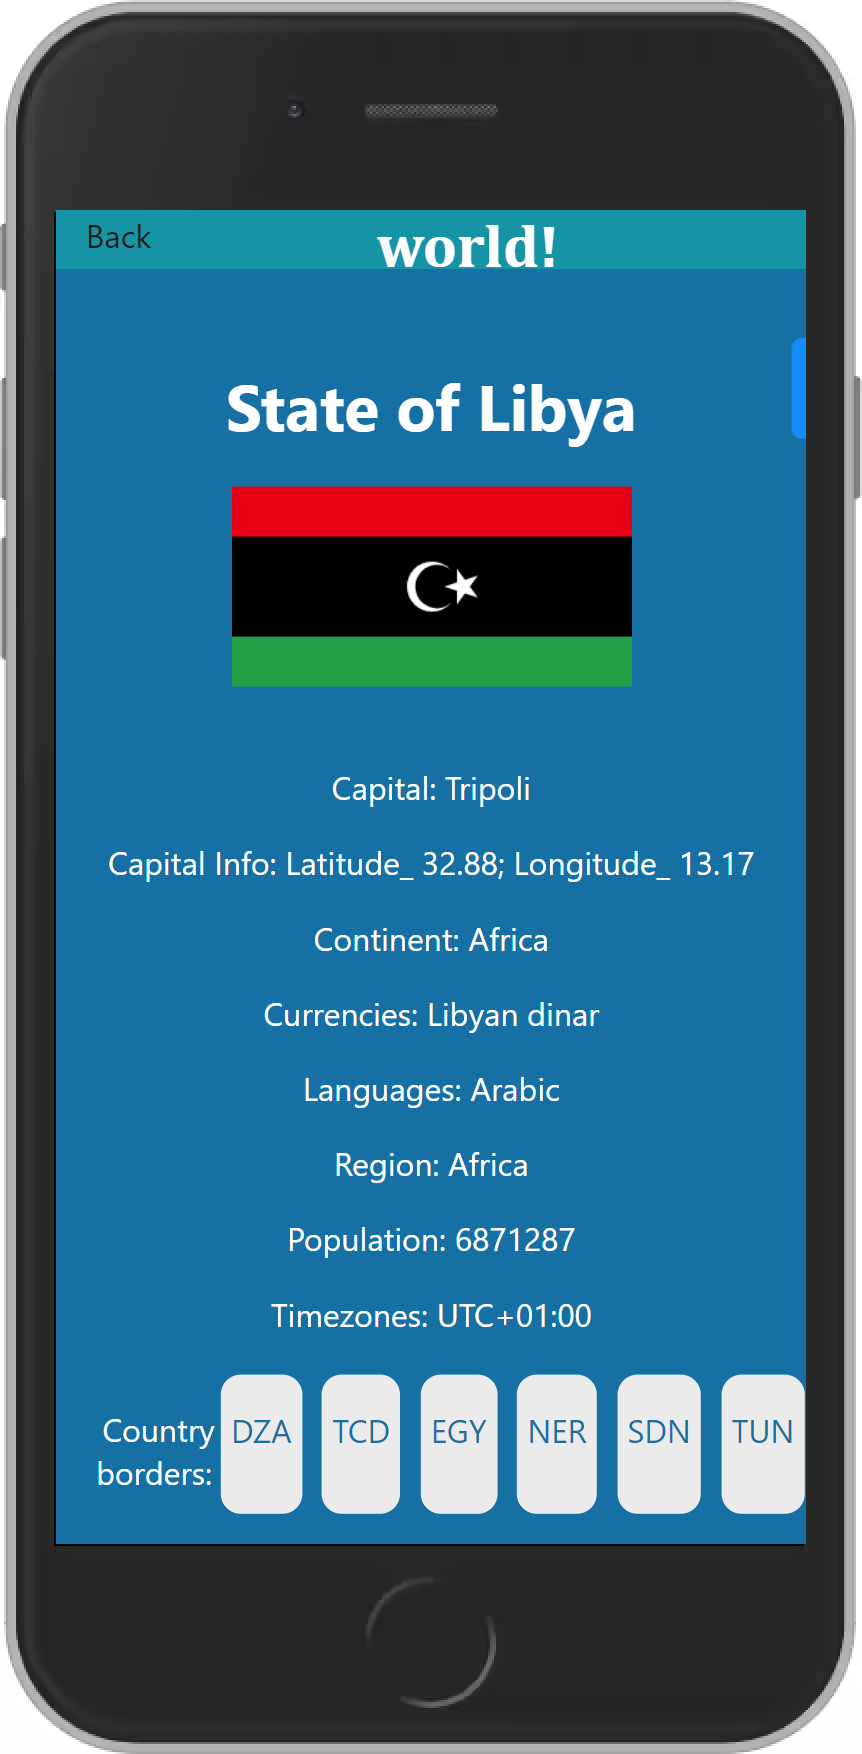 Back
world!
State of Libya
Capital: Tripoli
Capital Info: Latitude_ 32.88; Longitude_ 13.17
Continent: Africa
Currencies: Libyan dinar
Languages: Arabic
Region: Africa
Population: 6871287
Timezones: UTC+01:00
Country borders: DZA TCD EGY NER SDN TUN